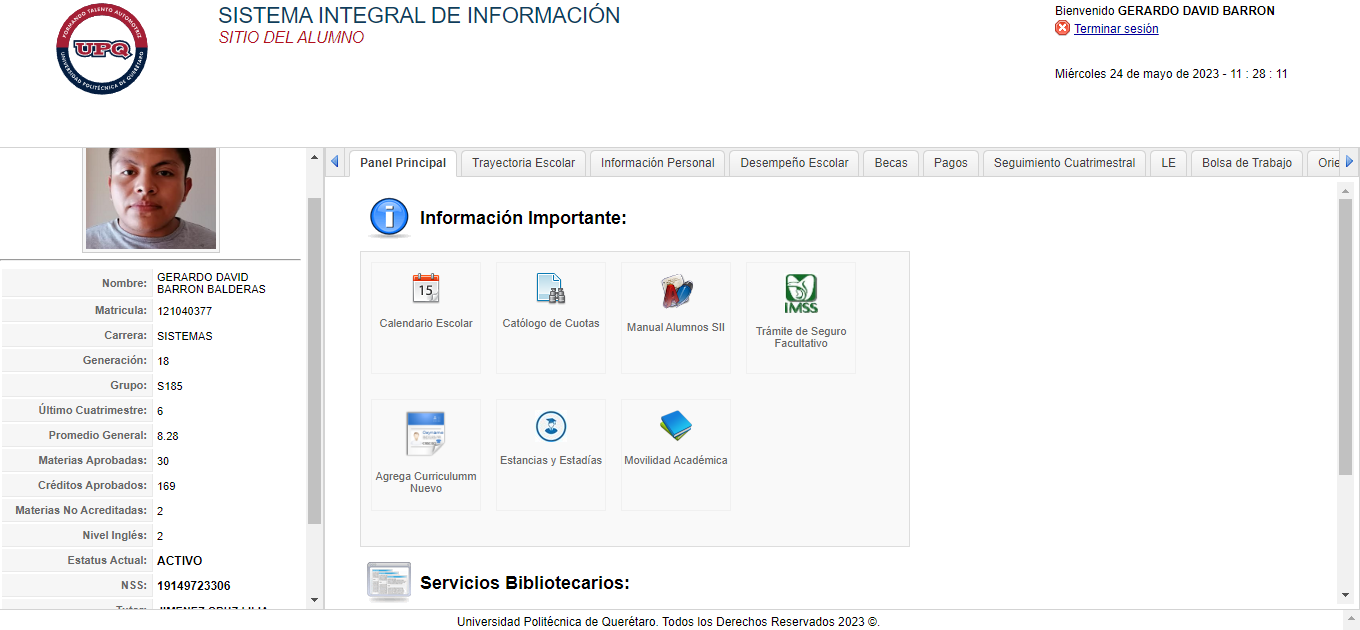 FORMANDO TALENTO AUTOMOTRIZ
UPQ
UNIVERSIDAD POLITÉCNICA DE QUERÉTARO
SISTEMA INTEGRAL DE INFORMACIÓN
SITIO DEL ALUMNO
Bienvenido GERARDO DAVID BARRON
Terminar sesión
Miércoles 24 de mayo de 2023 - 11 : 28 : 11
Nombre: GERARDO DAVID
BARRON BALDERAS
Matricula: 121040377
Carrera: SISTEMAS
Generación: 18
Grupo: S185
Último Cuatrimestre: 6
Promedio General: 8.28
Materias Aprobadas: 30
Créditos Aprobados: 169
Materias No Acreditadas: 2
Nivel Inglés: 2
Estatus Actual: ACTIVO
NSS: 19149723306
Tutor: JIMENEZ CRUZ LILIA
Panel Principal Trayectoria Escolar Información Personal Desempeño Escolar Becas Pagos Seguimiento Cuatrimestral LE Bolsa de Trabajo Orie
Información Importante:
15
IMSS
Calendario Escolar
Católogo de Cuotas
Manual Alumnos SII
Trámite de Seguro
Facultativo
Agrega Curriculumm
Nuevo
Estancias y Estadías
Movilidad Académica
Servicios Bibliotecarios:
Universidad Politécnica de Querétaro. Todos los Derechos Reservados 2023 ©.